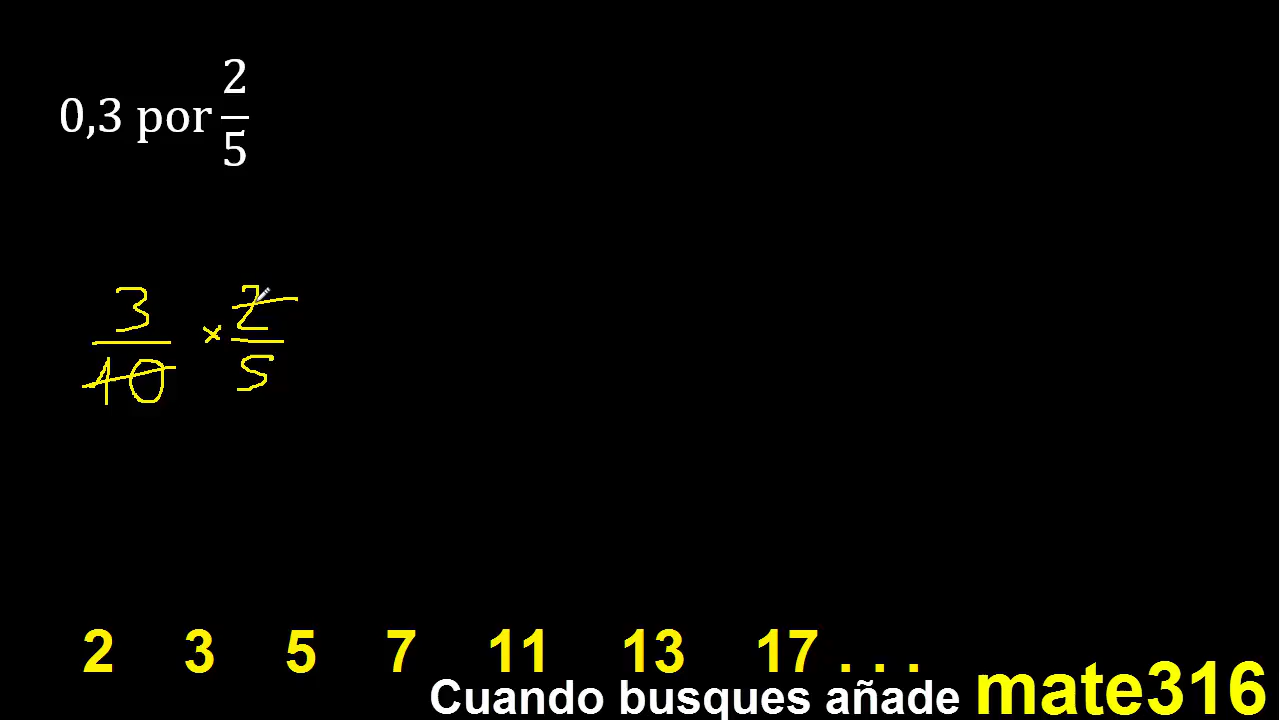 0,3 por 2/5
3/10 × 2/5
2 3 5 7 11 13 17 . . .
Cuando busques añade mate316